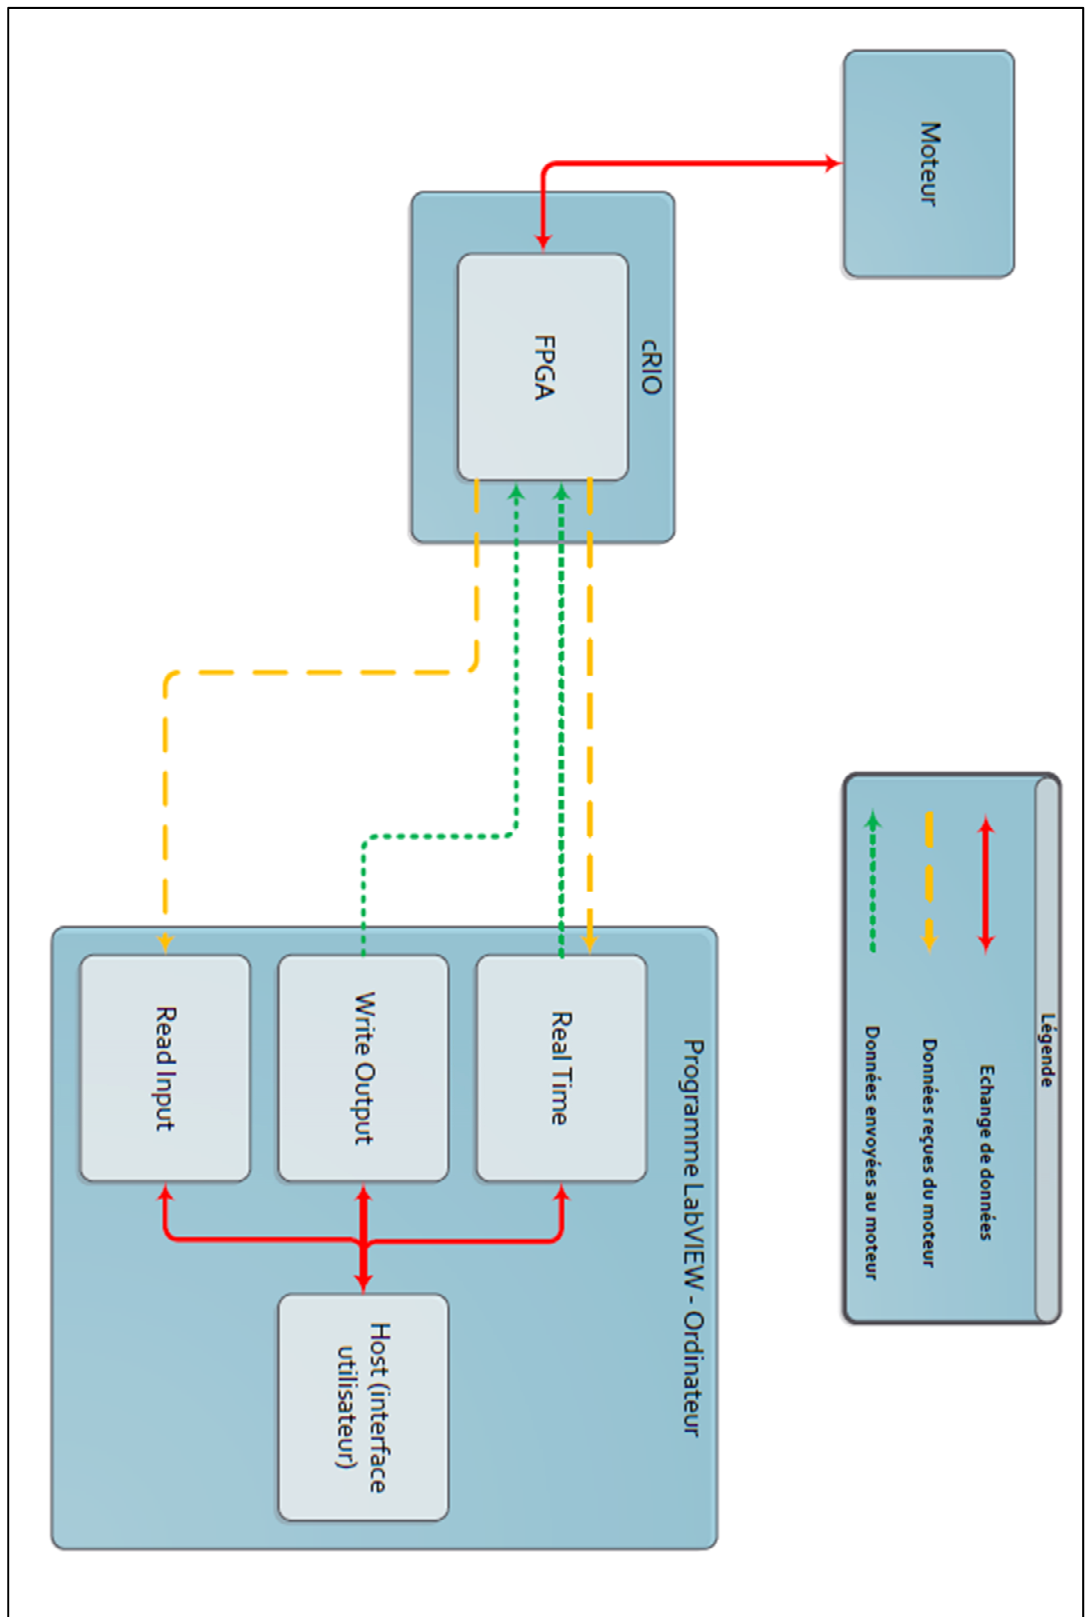 Moteur
cRIO
FPGA
Légende
Echange de données
Données reçues du moteur
Données envoyées au moteur
Programme LabVIEW - Ordinateur
Real Time
Write Output
Read Input
Host (interface
utilisateur)